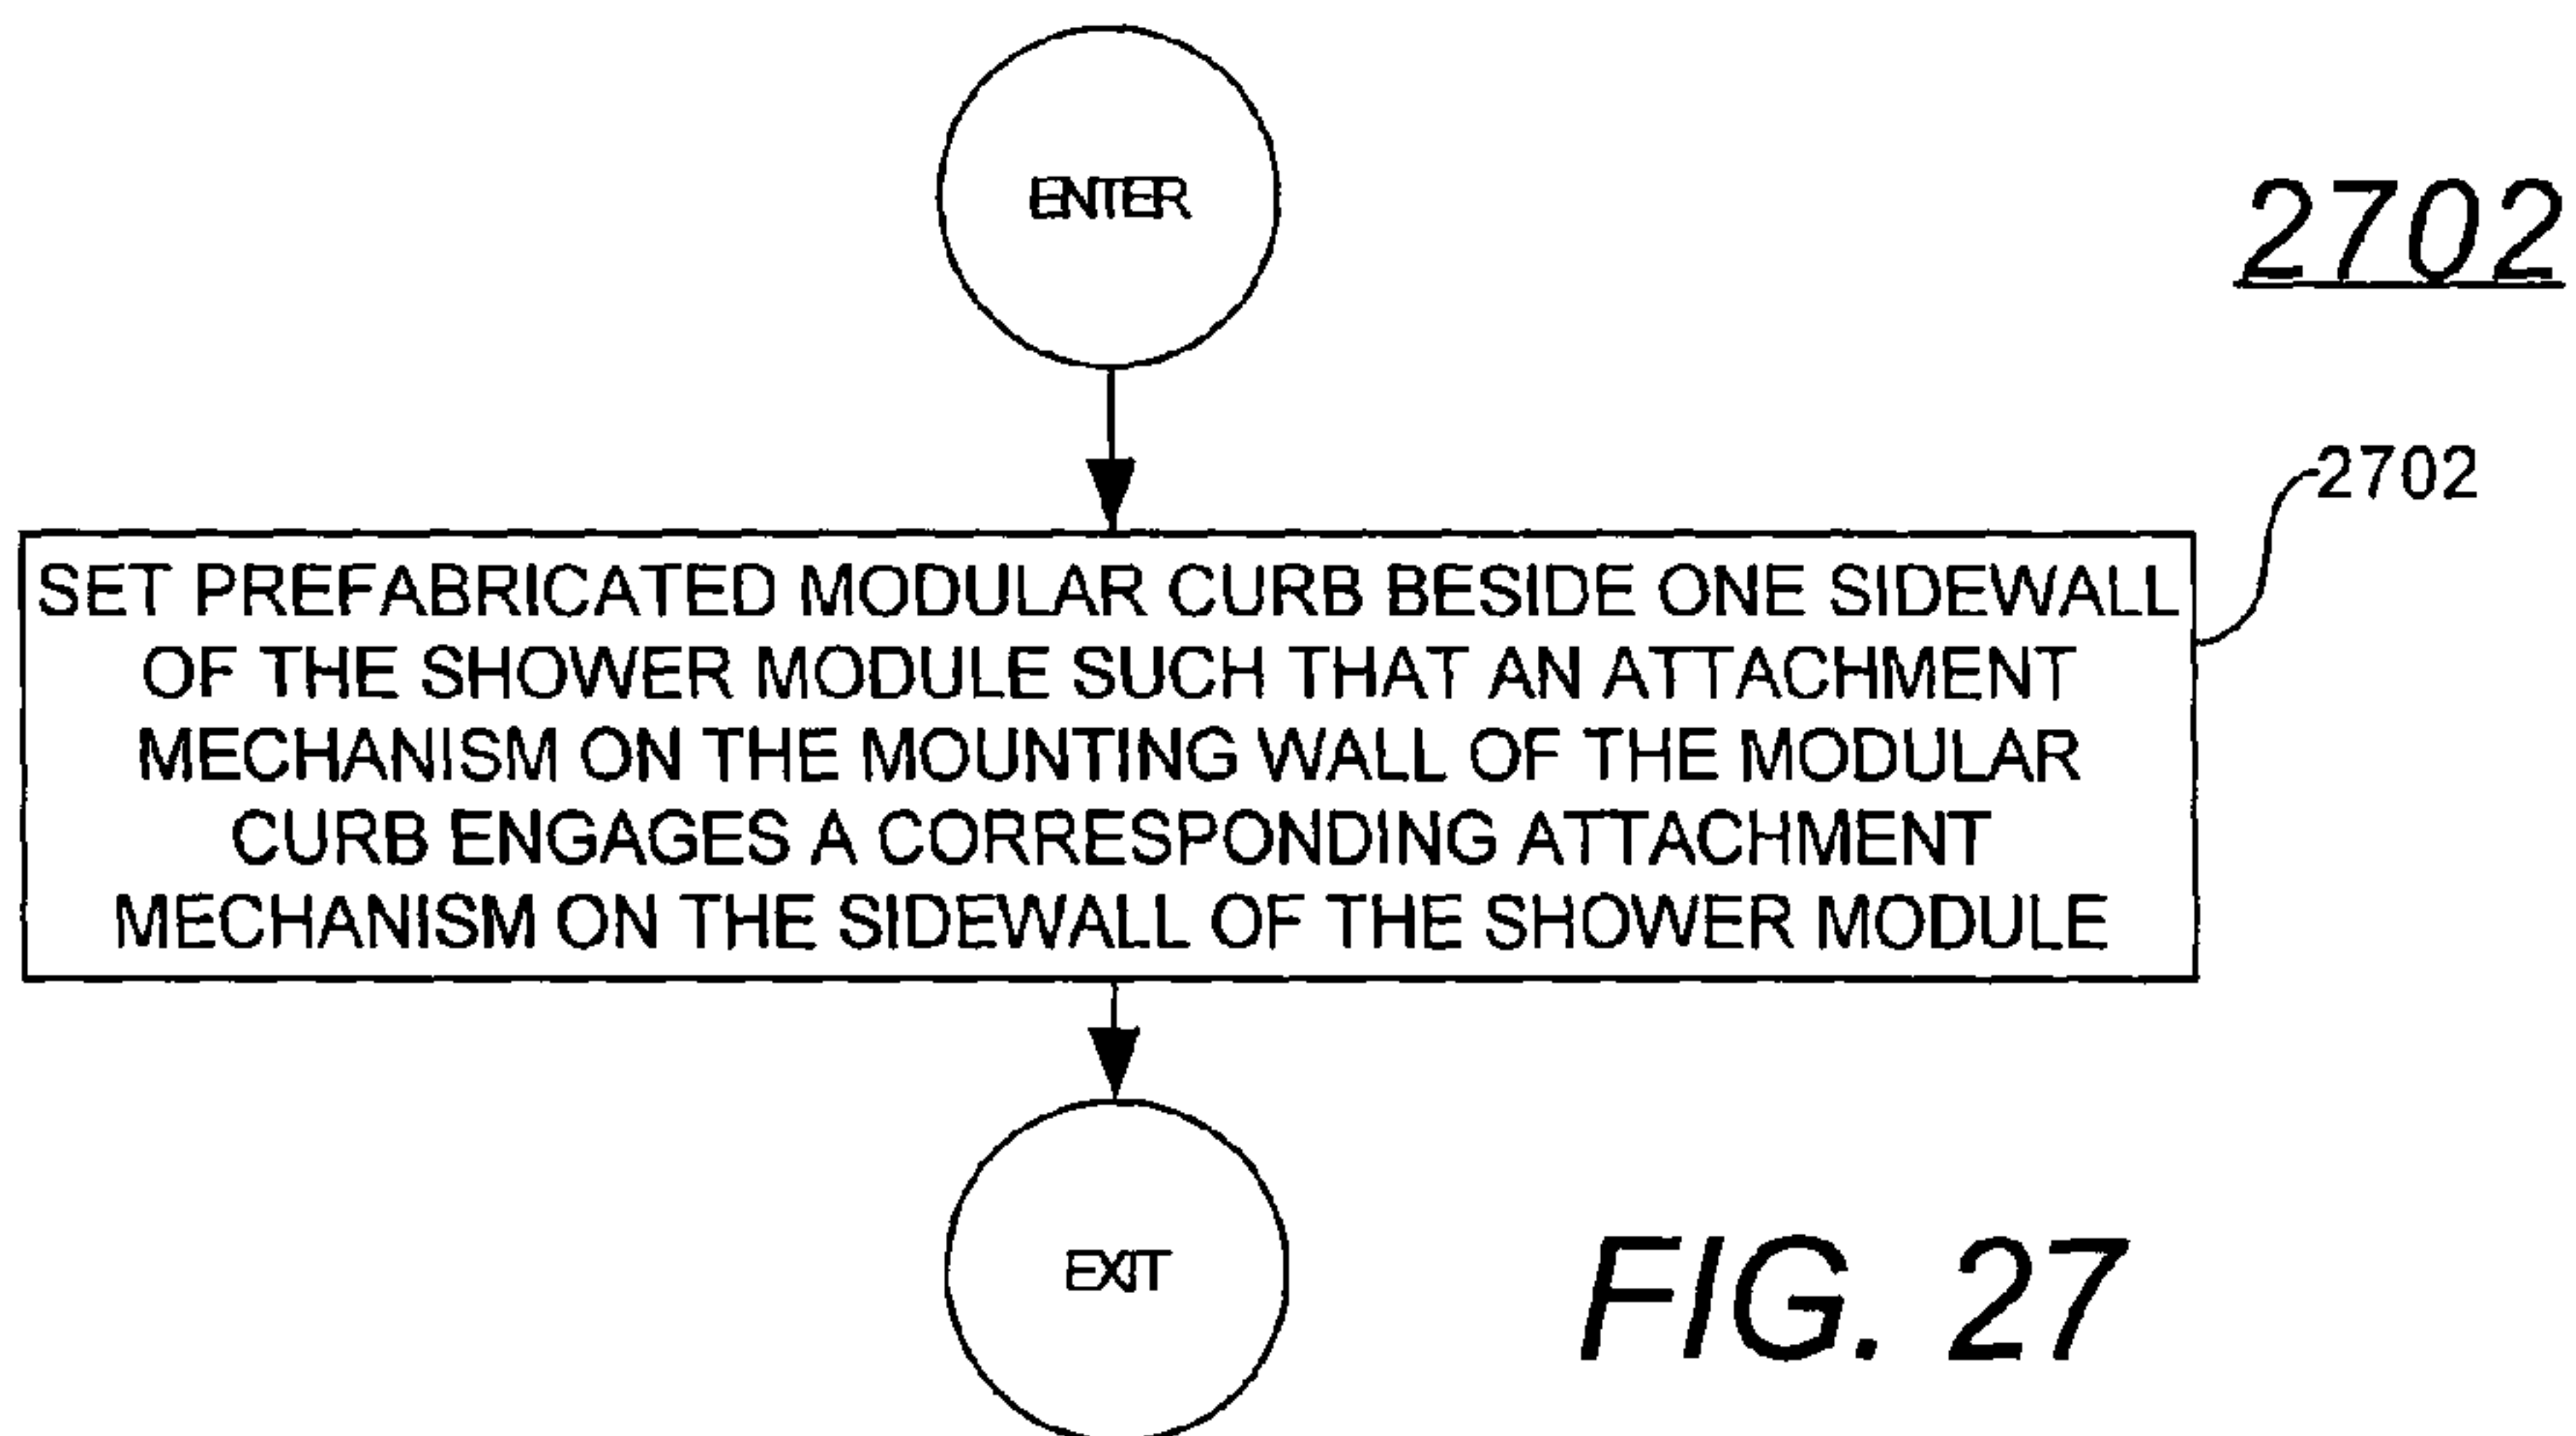 ENTER
2702
2702
SET PREFABRICATED MODULAR CURB BESIDE ONE SIDEWALL
OF THE SHOWER MODULE SUCH THAT AN ATTACHMENT
MECHANISM ON THE MOUNTING WALL OF THE MODULAR
CURB ENGAGES A CORRESPONDING ATTACHMENT
MECHANISM ON THE SIDEWALL OF THE SHOWER MODULE
EXIT
FIG. 27